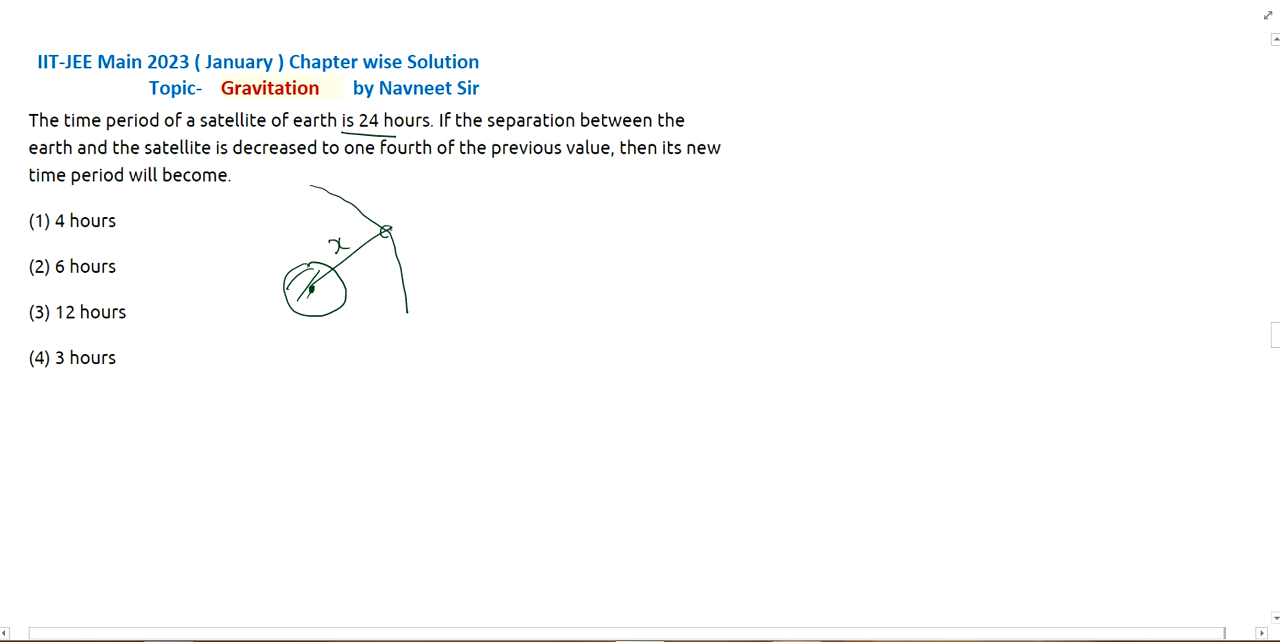 IIT-JEE Main 2023 ( January ) Chapter wise Solution
Topic- Gravitation by Navneet Sir
The time period of a satellite of earth is 24 hours. If the separation between the
earth and the satellite is decreased to one fourth of the previous value, then its new
time period will become.
(1) 4 hours
x
(2) 6 hours
(3) 12 hours
(4) 3 hours